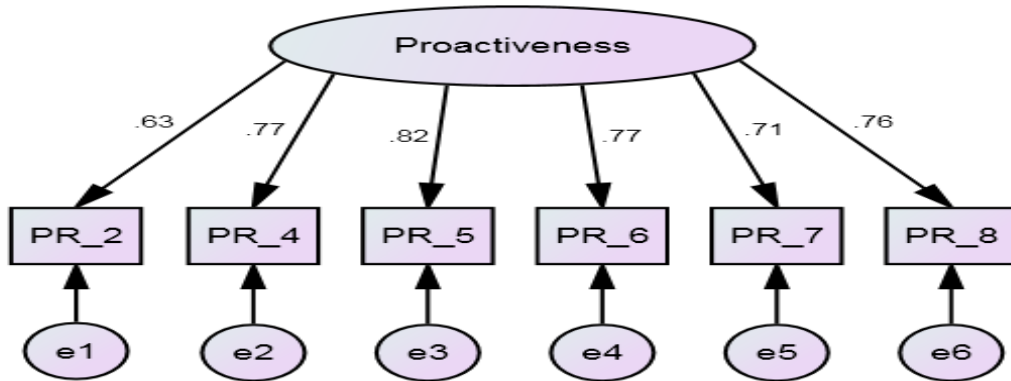 Proactiveness
.63 .77 .82 .77 .71 .76
PR_2 PR_4 PR_5 PR_6 PR_7 PR_8
e1 e2 e3 e4 e5 e6